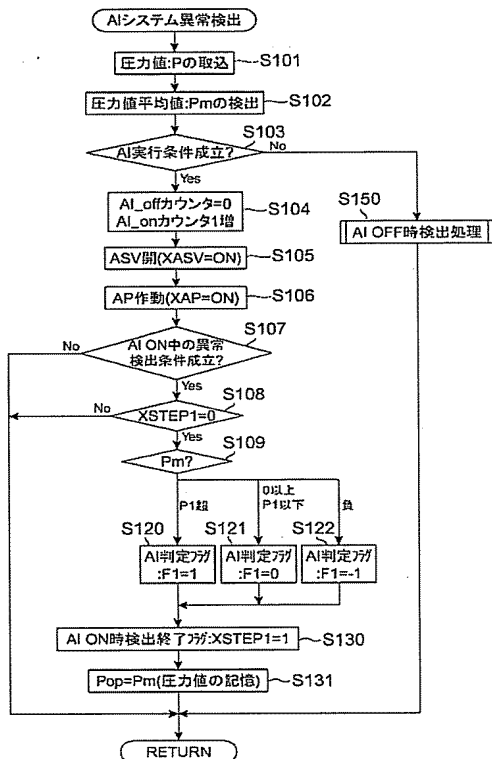 AIシステム異常検出
圧力値:Pの取込
S101
圧力値平均値:Pmの検出
S102
S103
AI実行条件成立?
No
Yes
AI_offカウンタ=0
AI_onカウンタ1増
S104
S150
AI OFF時検出処理
ASV開(XASV=ON)
S105
AP作動(XAP=ON)
S106
S107
AI ON中の異常
検出条件成立?
No
Yes
S108
XSTEP1=0
No
Yes
S109
Pm?
P1超
0以上
P1以下
負
S120
S121
S122
AI判定フラグ
:F1=1
AI判定フラグ
:F1=0
AI判定フラグ
:F1=-1
AI ON時検出終了フラグ:XSTEP1=1
S130
Pop=Pm(圧力値の記憶)
S131
RETURN